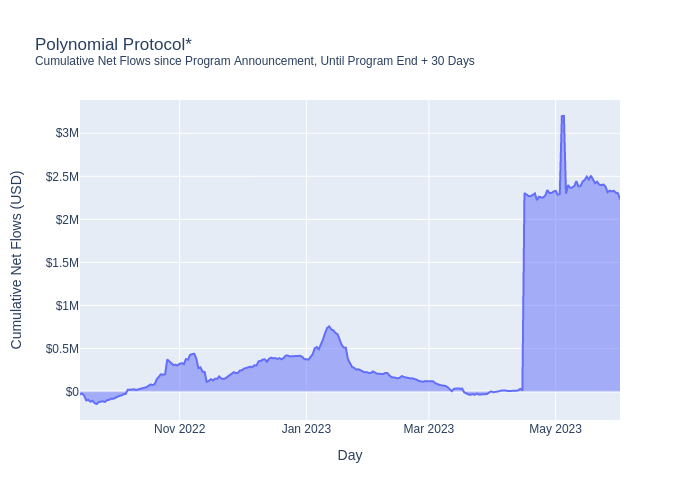 Polynomial Protocol*
Cumulative Net Flows since Program Announcement, Until Program End + 30 Days
Cumulative Net Flows (USD)
$3M
$2.5M
$2M
$1.5M
$1M
$0.5M
$0
Nov 2022
Jan 2023
Mar 2023
May 2023
Day